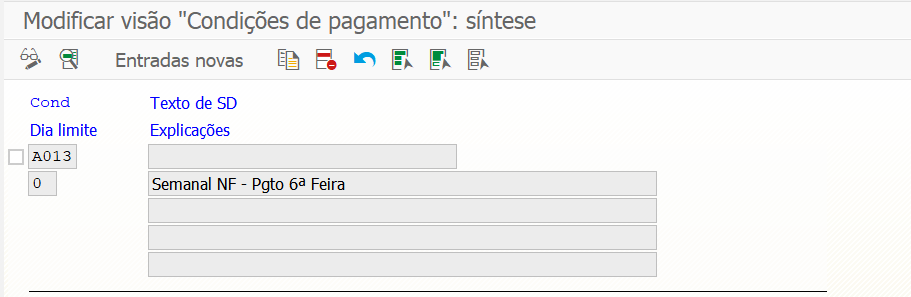 Modificar visão "Condições de pagamento": síntese
Entradas novas
Cond Texto de SD
Dia limite Explicações
A013
0 Semanal NF - Pgto 6ª Feira